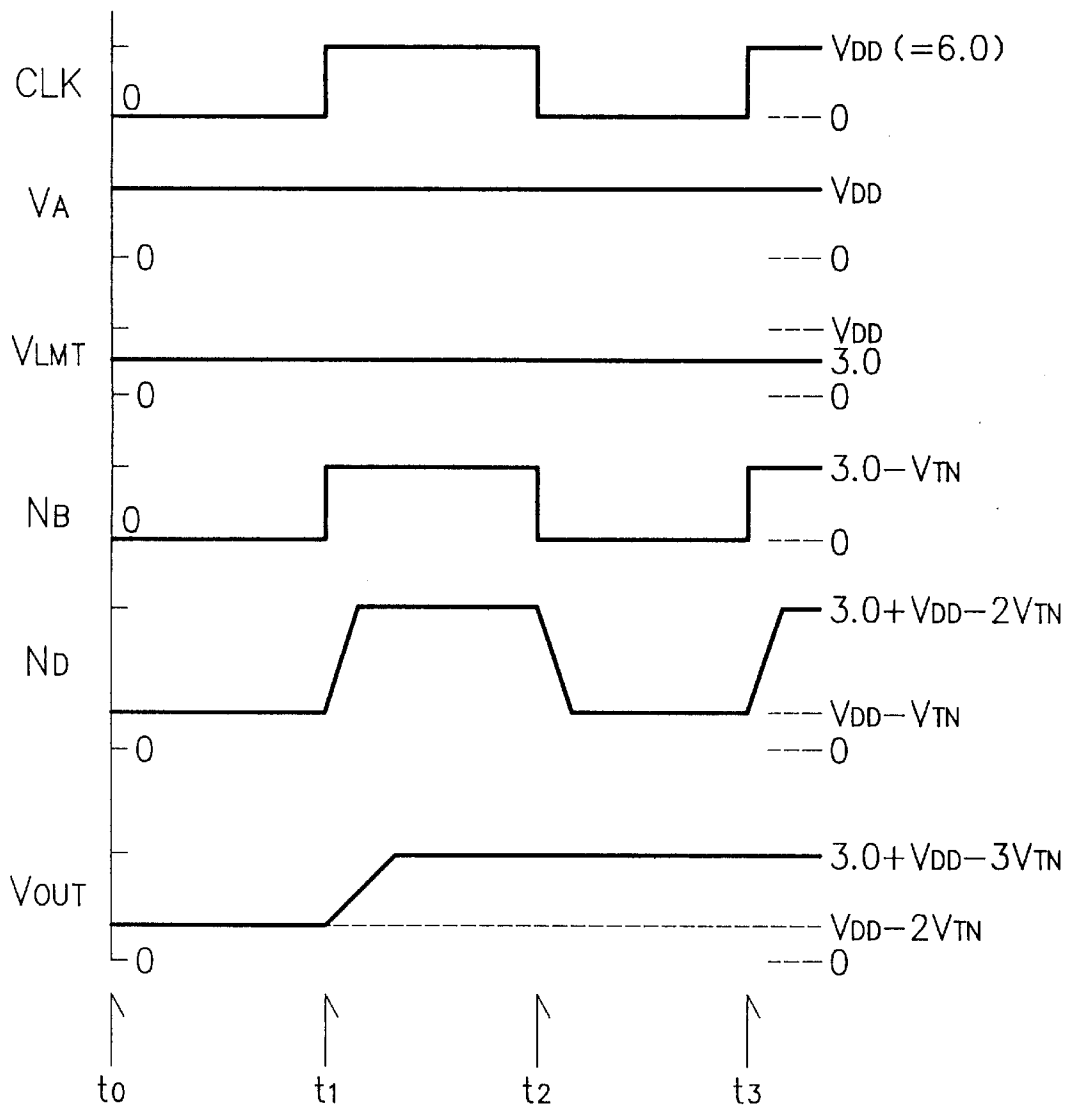 VDD (=6.0)
CLK
0
0
VDD
VA
0
0
VDD
VLMT
3.0
0
0
3.0-VTN
NB
0
0
3.0+VDD-2VTN
ND
VDD-VTN
0
0
3.0+VDD-3VTN
VOUT
VDD-2VTN
0
0
t0 t1 t2 t3